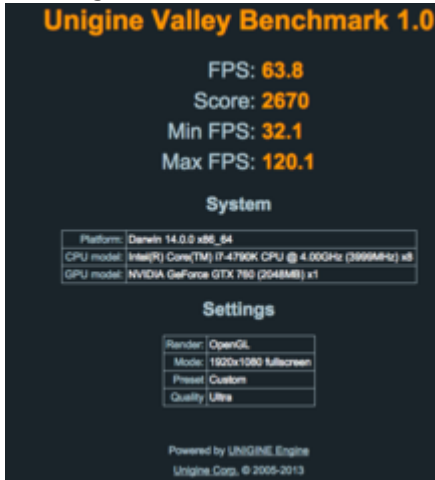 Unigine Valley Benchmark 1.0
FPS: 63.8
Score: 2670
Min FPS: 32.1
Max FPS: 120.1
System
Platform: Darwin 14.0.0 x86_64
CPU model: Intel(R) Core(TM) i7-4790K CPU @ 4.00GHz (3999MHz) x8
GPU model: NVIDIA GeForce GTX 760 (2048MB) x1
Settings
Render: OpenGL
Mode: 1920x1080 fullscreen
Preset Custom
Quality Ultra
Powered by UNIGINE Engine
Unigine Corp. © 2005-2013